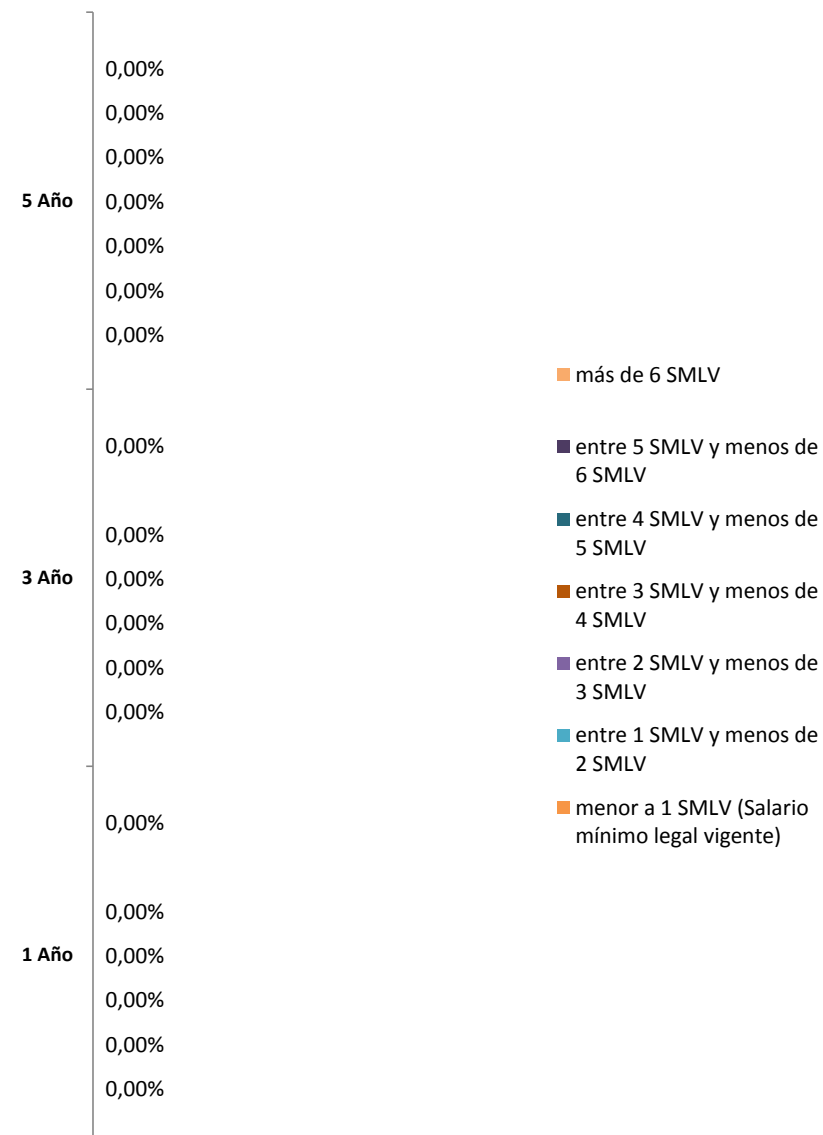 0,00%
0,00%
0,00%
5 Año 0,00%
0,00%
0,00%
0,00%
más de 6 SMLV
0,00%
entre 5 SMLV y menos de
6 SMLV
0,00%
entre 4 SMLV y menos de
5 SMLV
3 Año 0,00%
0,00%
entre 3 SMLV y menos de
4 SMLV
0,00%
0,00%
entre 2 SMLV y menos de
3 SMLV
entre 1 SMLV y menos de
2 SMLV
menor a 1 SMLV (Salario
mínimo legal vigente)
0,00%
0,00%
1 Año 0,00%
0,00%
0,00%
0,00%